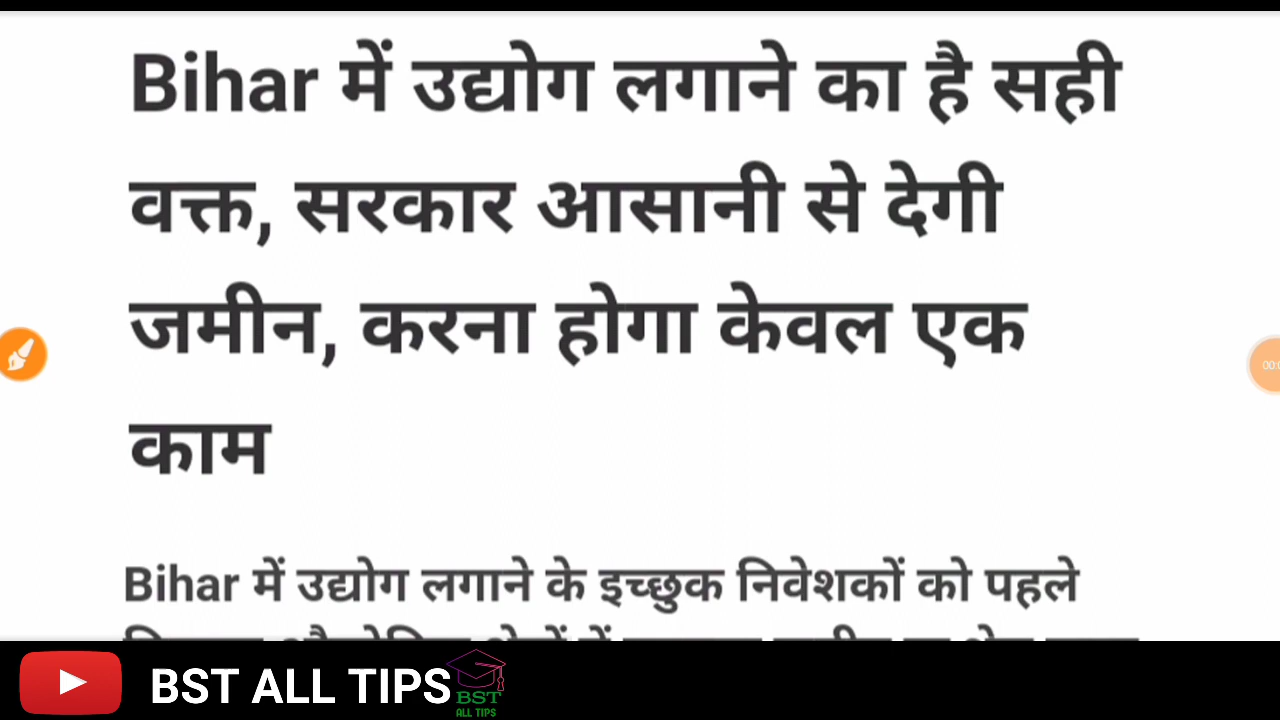 Bihar में उद्योग लगाने का है सही
वक्त, सरकार आसानी से देगी
जमीन, करना होगा केवल एक
काम
Bihar में उद्योग लगाने के इच्छुक निवेशकों को पहले
BST ALL TIPS
BST
ALL TIPS